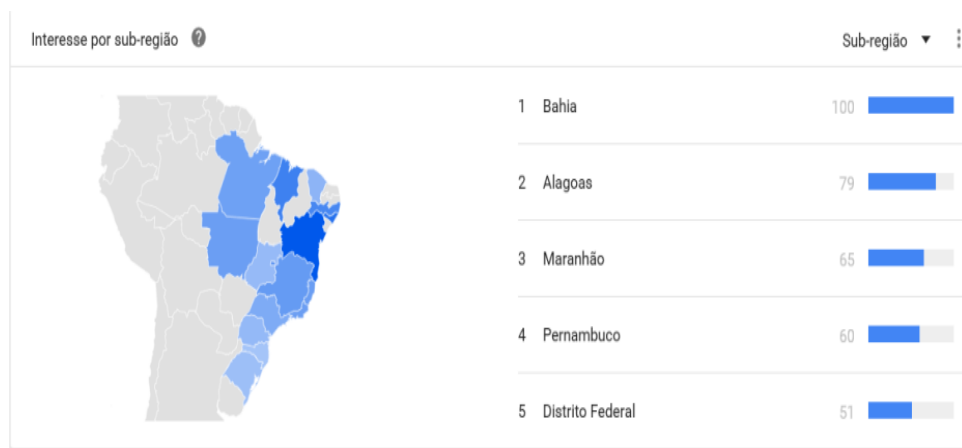 Interesse por sub-região ?
Sub-região
1 Bahia 100
2 Alagoas 79
3 Maranhão 65
4 Pernambuco 60
5 Distrito Federal 51